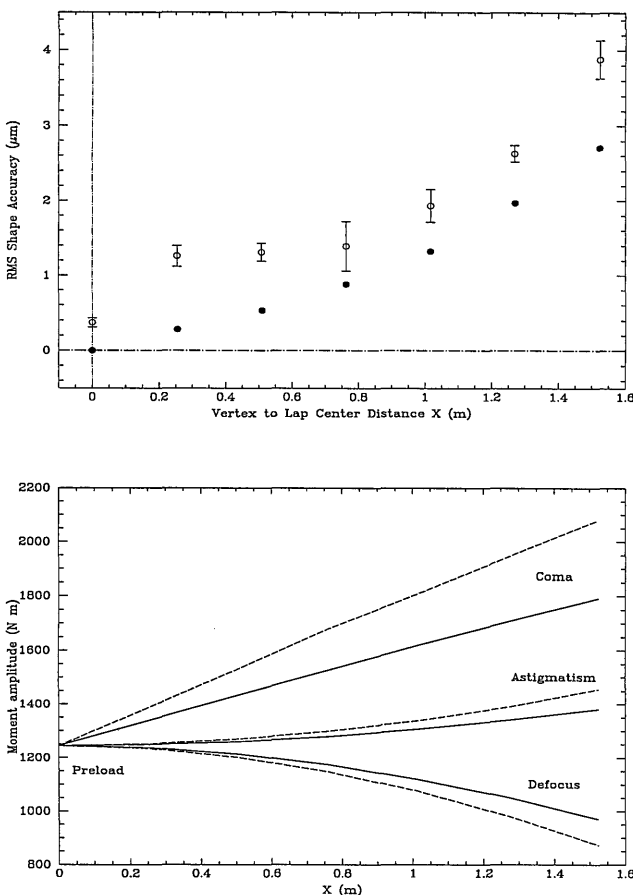 4
3
2
1
0
RMS Shape Accuracy (μm)
0 0.2 0.4 0.6 0.8 1 1.2 1.4 1.6
Vertex to Lap Center Distance X (m)
2200
2000
1800
1600
1400
1200
1000
800
Moment amplitude (N m)
Coma
Astigmatism
Preload
Defocus
0 0.2 0.4 0.6 0.8 1.0 1.2 1.4 1.6
X (m)